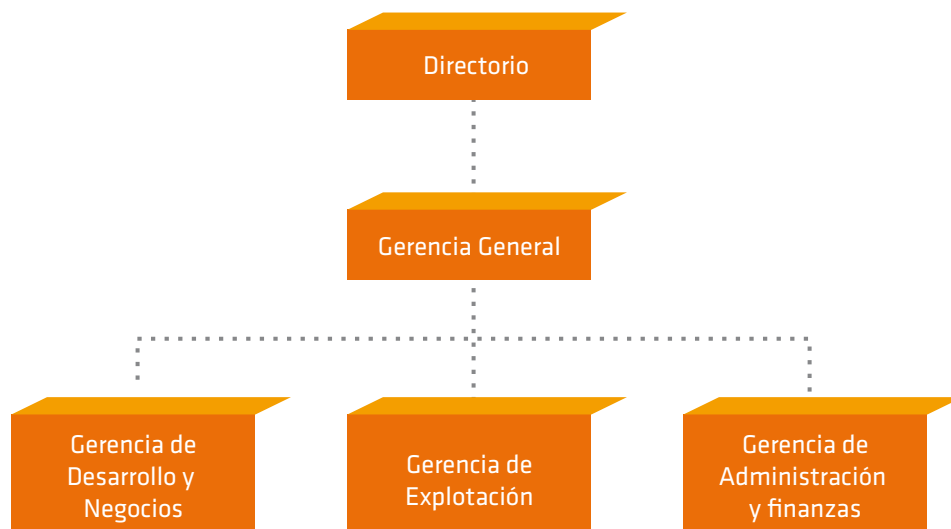 Directorio
Gerencia General
Gerencia de
Desarrollo y
Negocios
Gerencia de
Explotación
Gerencia de
Administración
y finanzas